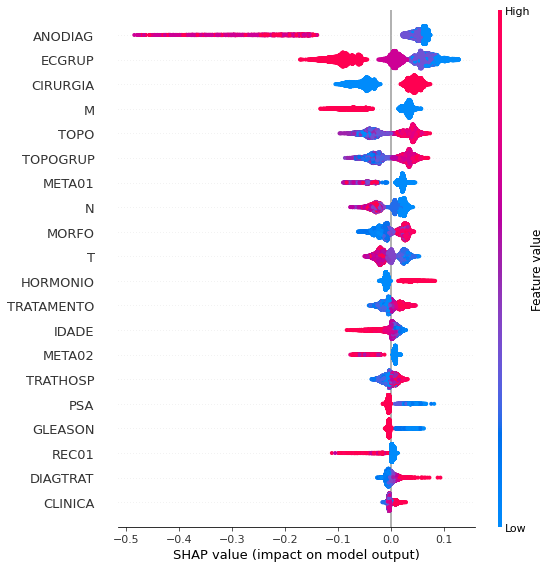 High
ANODIAG
ECGRUP
CIRURGIA
M
TOPO
TOPOGRUP
META01
N
MORFO
T
HORMONIO
TRATAMENTO
IDADE
META02
TRATHOSP
PSA
GLEASON
REC01
DIAGTRAT
CLINICA
Feature value
Low
−0.5 −0.4 −0.3 −0.2 −0.1 0.0 0.1
SHAP value (impact on model output)